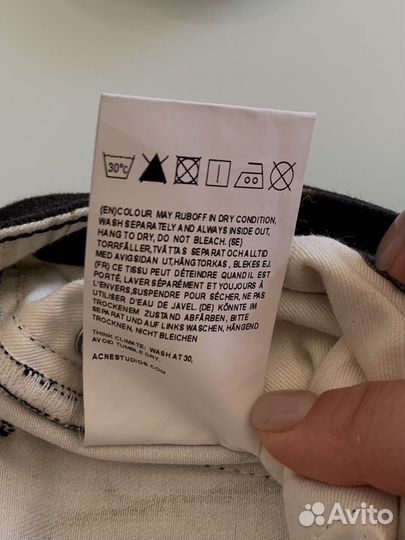 30°C
(EN)COLOUR MAY RUBOFF IN DRY CONDITION,
WASH SEPARATELY AND ALWAYS INSIDE OUT,
HANG TO DRY, DO NOT BLEACH. (SE)
TORRFÄLLER,TVÄTTAS SEPARAT OCH ALLTID
MED AVIGSIDAN UT,HÄNGTORKAS , BLEKES EJ
(FR) CE TISSU PEUT DÉTEINDRE QUAND IL EST
PORTÉ, LAVER SÉPARÉMENT ET TOUJOURS À
L'ENVERS,SUSPENDRE POUR SÉCHER, NE PAS
UTILISER D'EAU DE JAVEL. (DE)KÖNNTE IM
TROCKENEM ZUSTAND ABFÄRBEN, BITTE
SEPARAT UND AUF LINKS WASCHEN, HÄNGEND
TROCKNEN, NICHT BLEICHEN
THINK CLIMATE: WASH AT 30,
AVOID TUMBLE DRY.
ACNESTUDIOS.COM
Avito